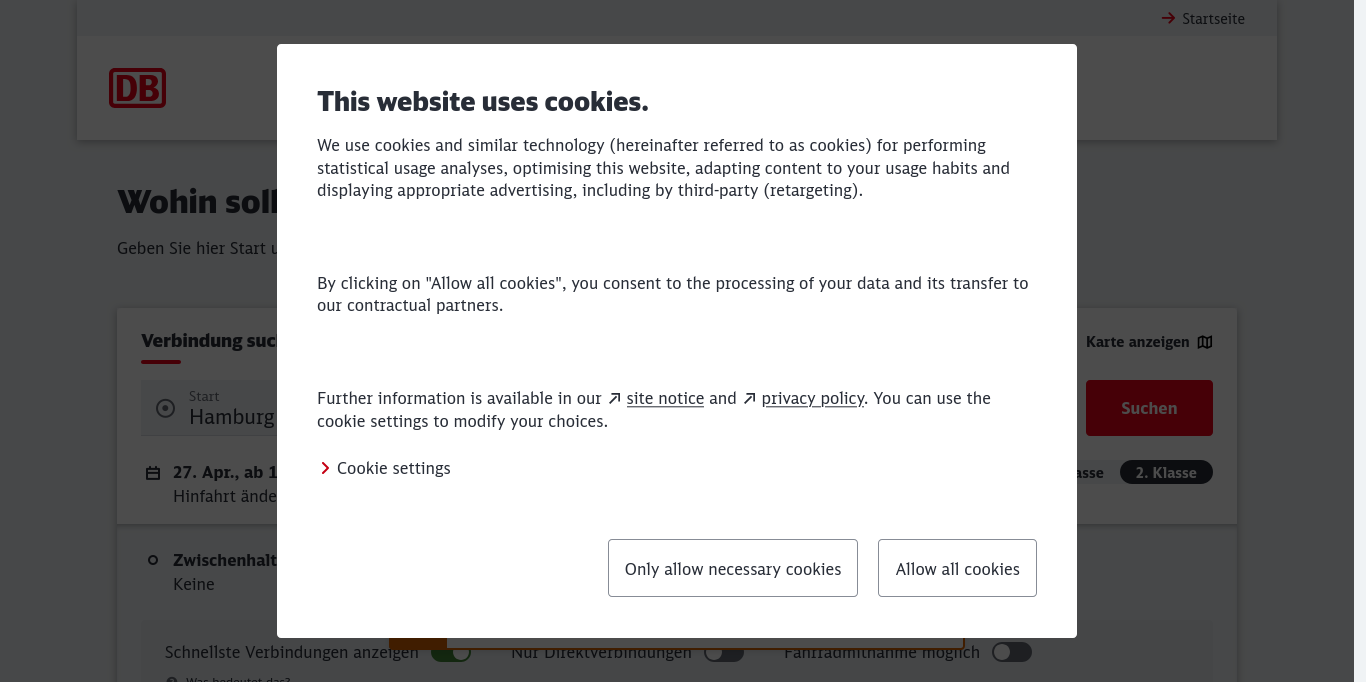 Startseite
DB
This website uses cookies.
We use cookies and similar technology (hereinafter referred to as cookies) for performing
statistical usage analyses, optimising this website, adapting content to your usage habits and
displaying appropriate advertising, including by third-party (retargeting).
Wohin soll
Geben Sie hier Start
By clicking on "Allow all cookies", you consent to the processing of your data and its transfer to
our contractual partners.
Verbindung suc
Karte anzeigen
Start
Hamburg
Suchen
Further information is available in our site notice and privacy policy. You can use the
cookie settings to modify your choices.
Cookie settings
27. Apr., ab 1
Hinfahrt ände
asse
2. Klasse
Only allow necessary cookies
Allow all cookies
Zwischenhalt
Keine
Schnellste Verbindungen anzeigen
Nur Direktverbindungen
Fahrradmitnahme möglich
Was bedeutet das?